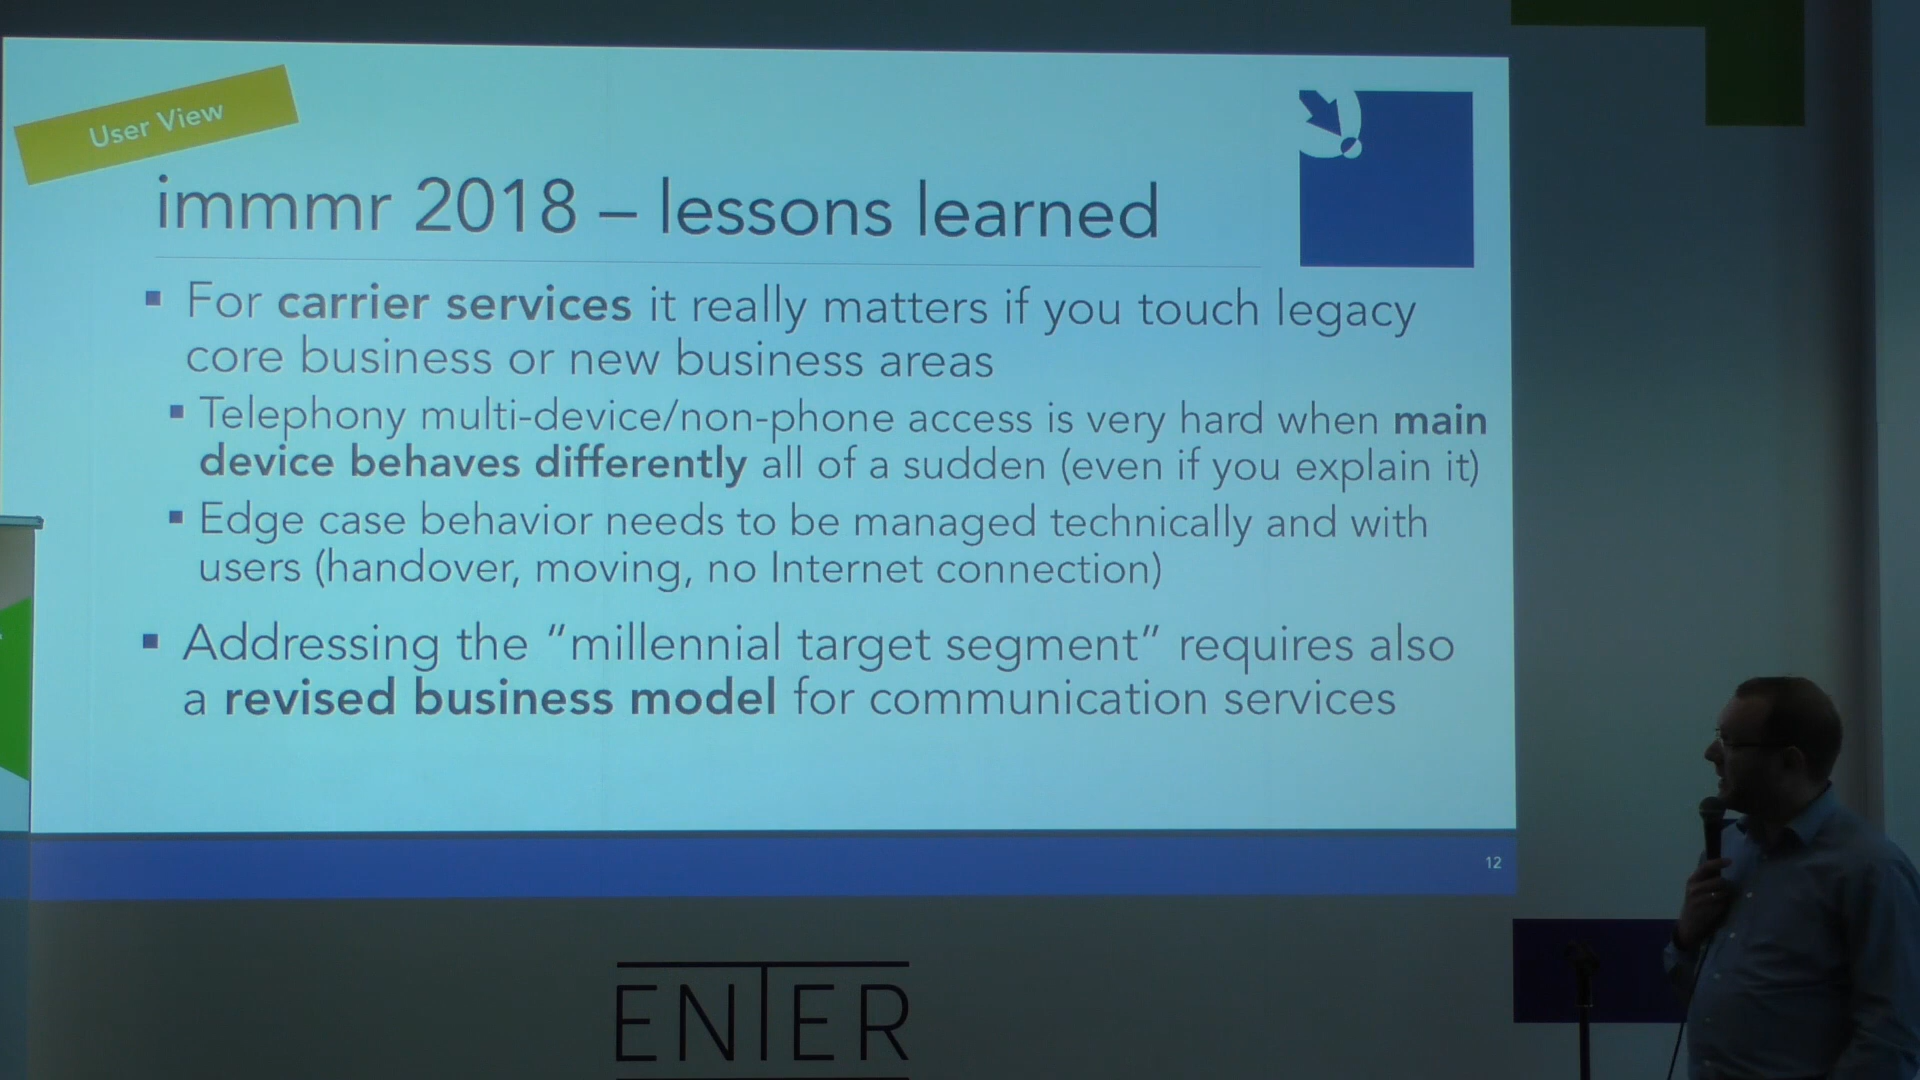 User View
immmr 2018 – lessons learned
▪ For carrier services it really matters if you touch legacy
core business or new business areas
▪ Telephony multi-device/non-phone access is very hard when main
device behaves differently all of a sudden (even if you explain it)
▪ Edge case behavior needs to be managed technically and with
users (handover, moving, no Internet connection)
▪ Addressing the “millennial target segment” requires also
a revised business model for communication services
12
ENTER